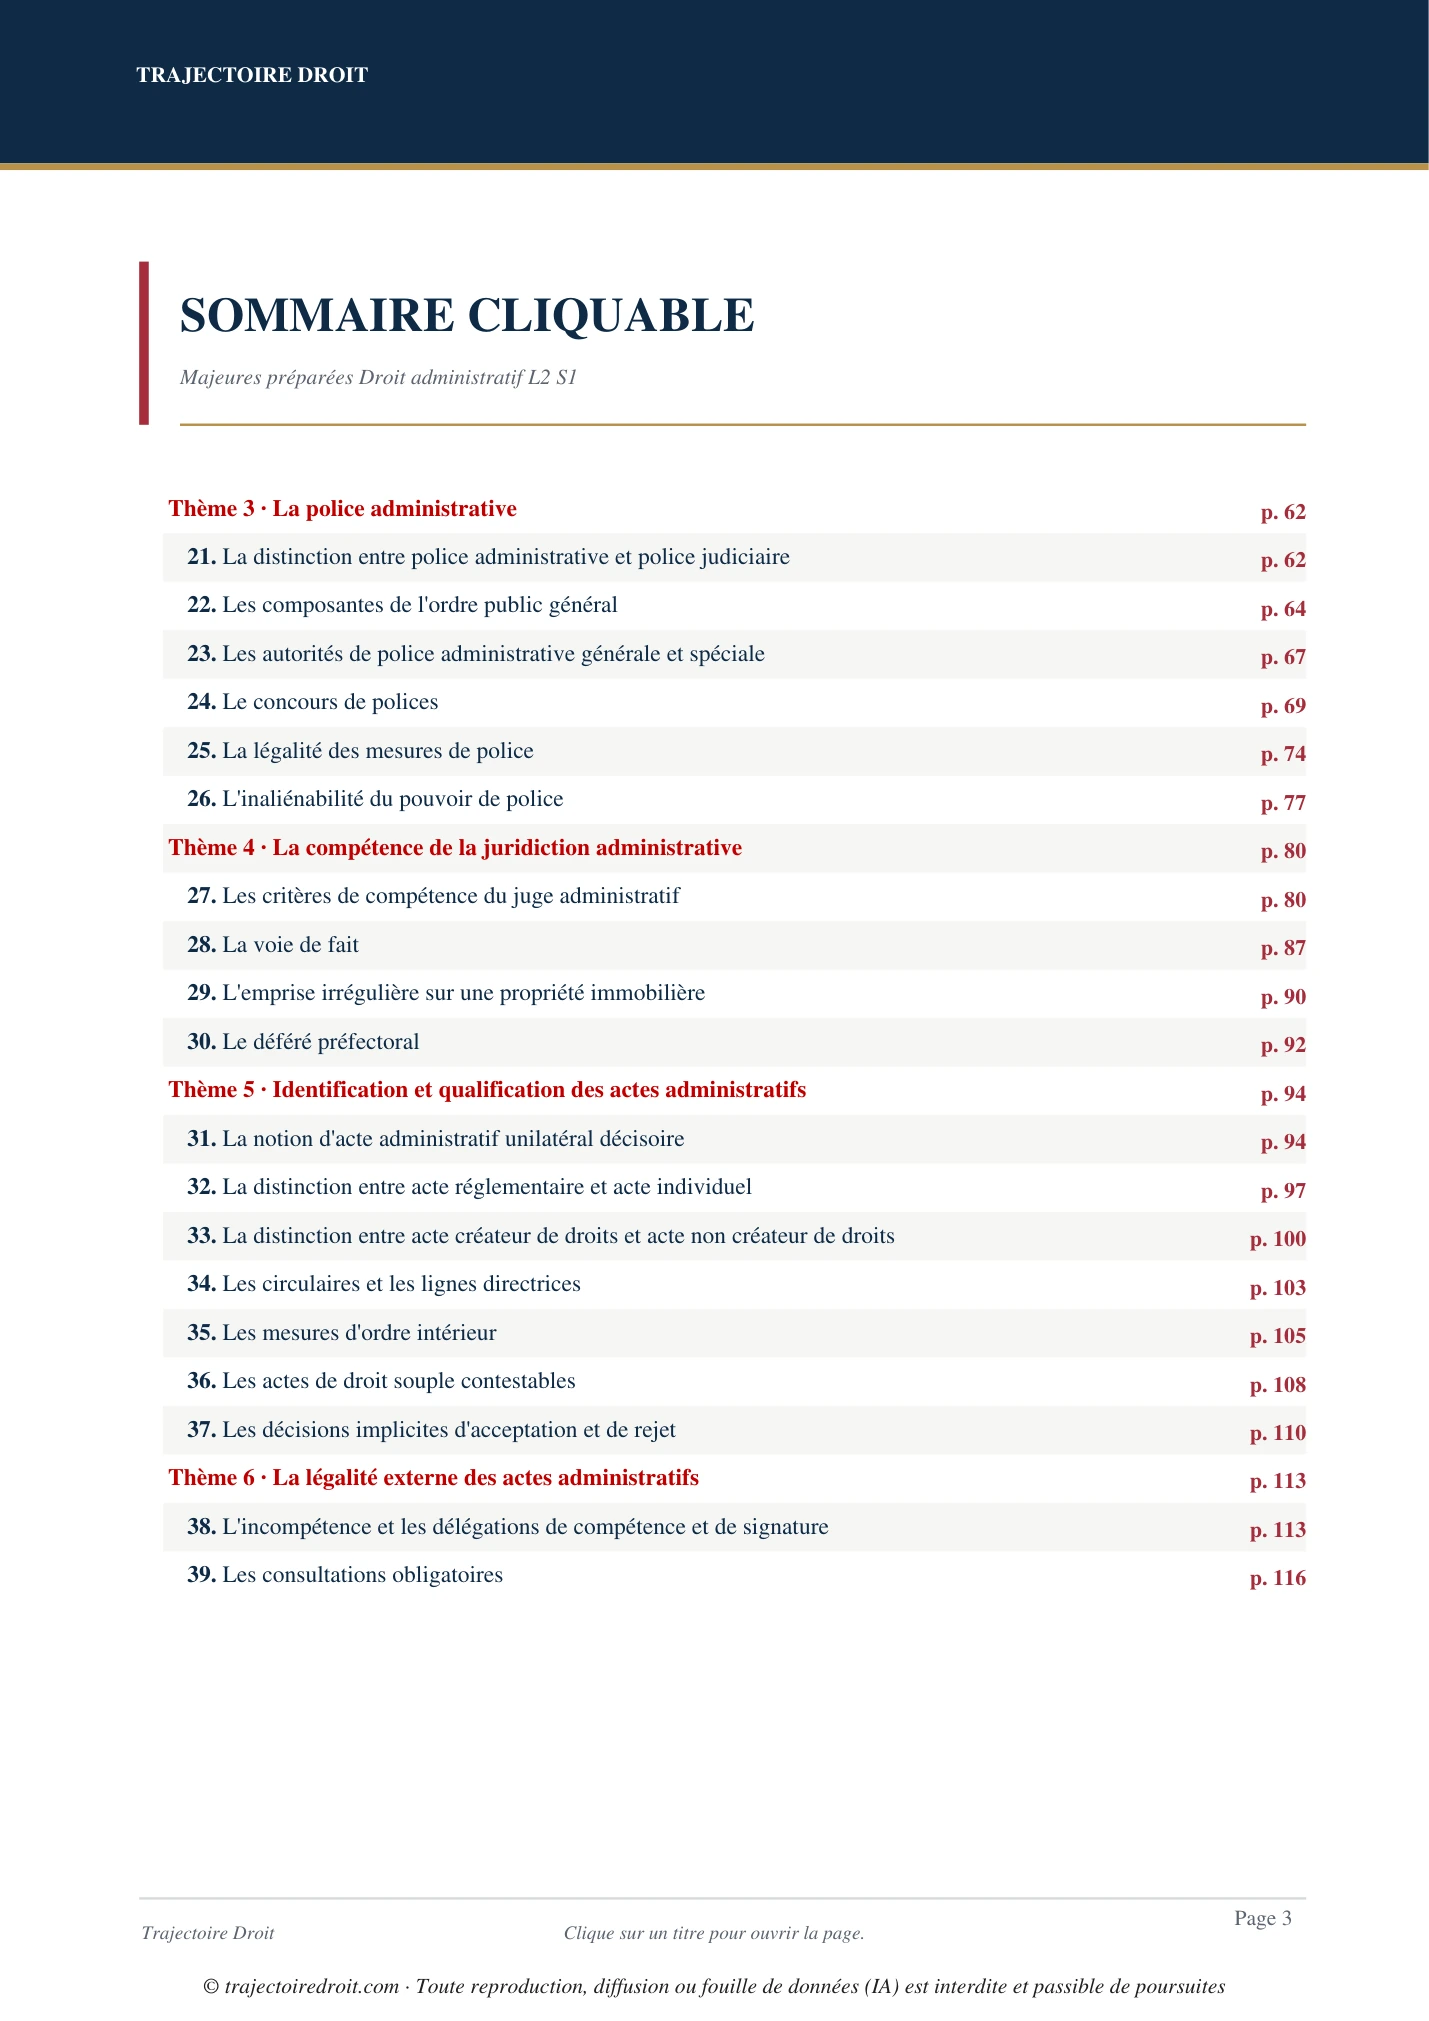 TRAJECTOIRE DROIT
SOMMAIRE CLIQUABLE
Majeures préparées Droit administratif L2 S1
Thème 3 · La police administrative p. 62
21. La distinction entre police administrative et police judiciaire p. 62
22. Les composantes de l'ordre public général p. 64
23. Les autorités de police administrative générale et spéciale p. 67
24. Le concours de polices p. 69
25. La légalité des mesures de police p. 74
26. L'inaliénabilité du pouvoir de police p. 77
Thème 4 · La compétence de la juridiction administrative p. 80
27. Les critères de compétence du juge administratif p. 80
28. La voie de fait p. 87
29. L'emprise irrégulière sur une propriété immobilière p. 90
30. Le déféré préfectoral p. 92
Thème 5 · Identification et qualification des actes administratifs p. 94
31. La notion d'acte administratif unilatéral décisoire p. 94
32. La distinction entre acte réglementaire et acte individuel p. 97
33. La distinction entre acte créateur de droits et acte non créateur de droits p. 100
34. Les circulaires et les lignes directrices p. 103
35. Les mesures d'ordre intérieur p. 105
36. Les actes de droit souple contestables p. 108
37. Les décisions implicites d'acceptation et de rejet p. 110
Thème 6 · La légalité externe des actes administratifs p. 113
38. L'incompétence et les délégations de compétence et de signature p. 113
39. Les consultations obligatoires p. 116
Page 3
Trajectoire Droit Clique sur un titre pour ouvrir la page.
© trajectoiredroit.com · Toute reproduction, diffusion ou fouille de données (IA) est interdite et passible de poursuites